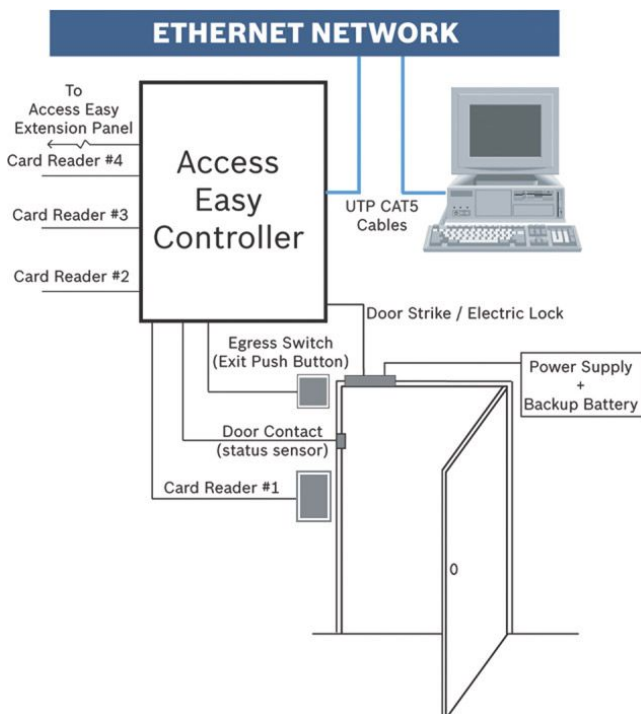 ETHERNET NETWORK
To
Access Easy
Extension Panel
Card Reader #4
Card Reader #3
Card Reader #2
Access
Easy
Controller
UTP CAT5
Cables
Door Strike / Electric Lock
Egress Switch
(Exit Push Button)
Power Supply
+
Backup Battery
Door Contact
(status sensor)
Card Reader #1